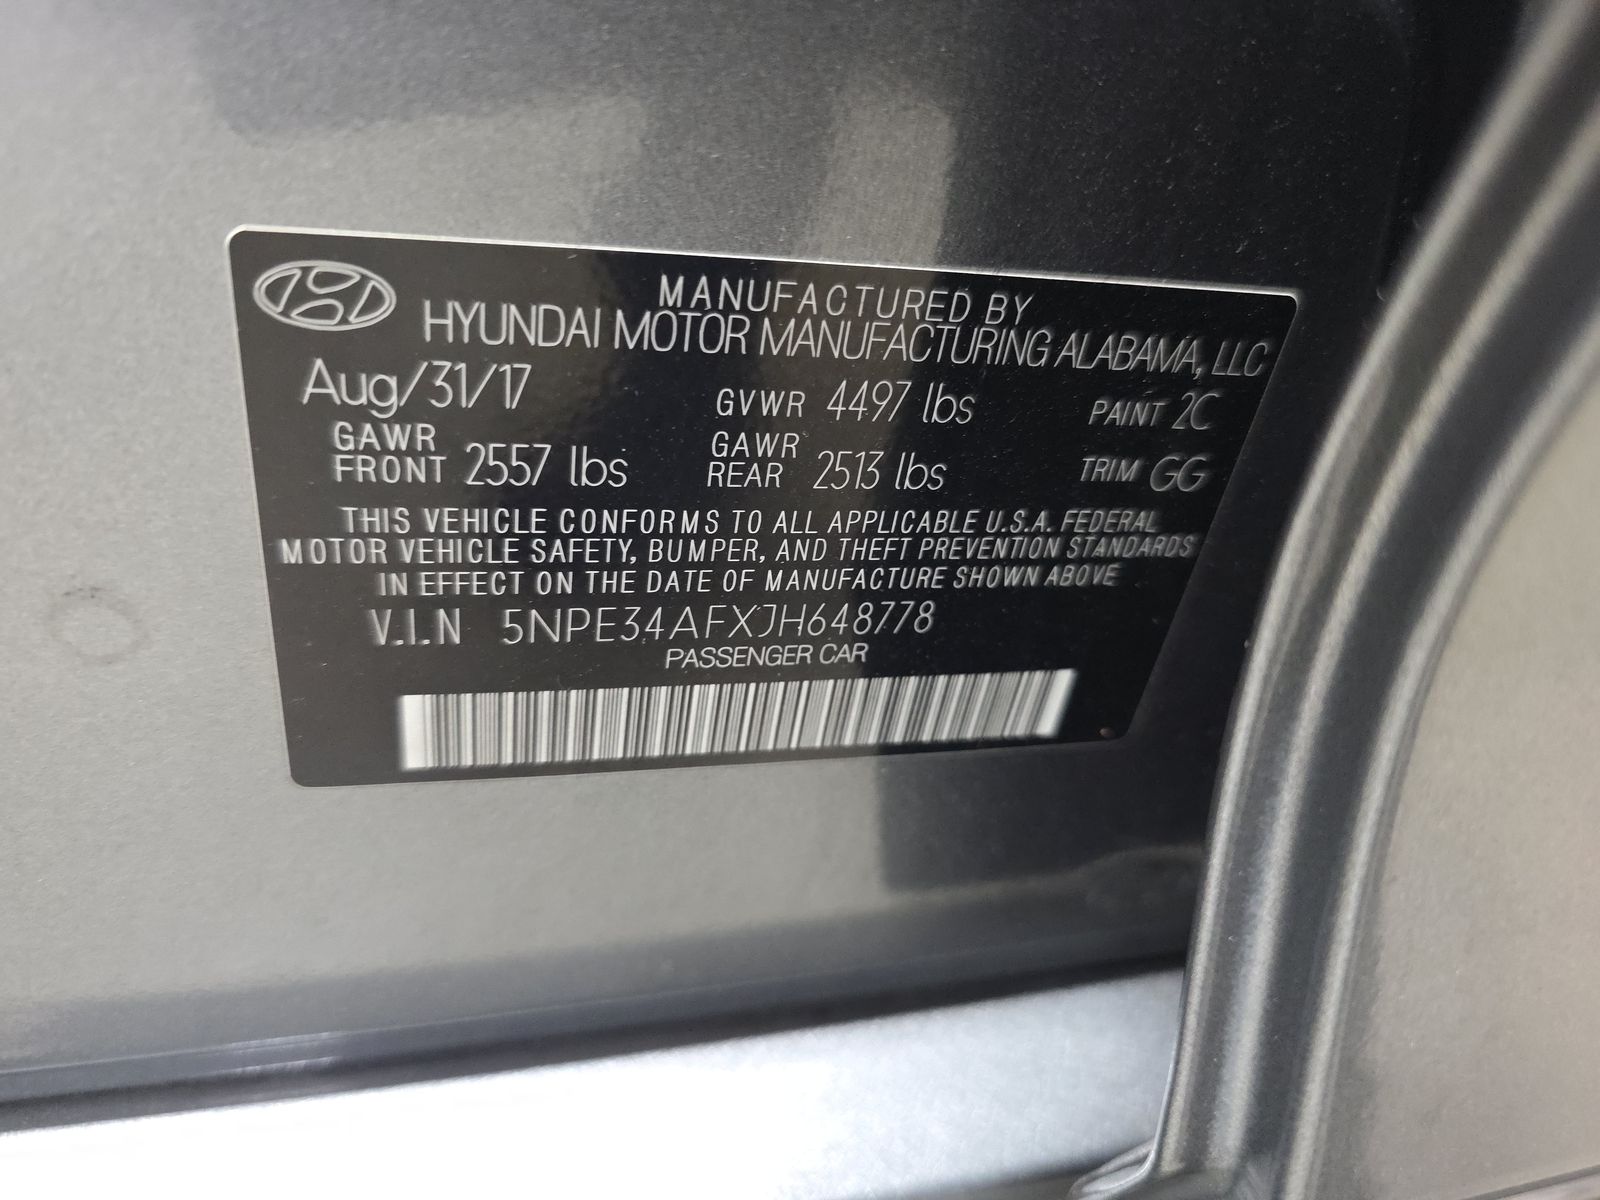 MANUFACTURED BY
HYUNDAI MOTOR MANUFACTURING ALABAMA, LLC
Aug/31/17 GVWR 4497 lbs PAINT 2C
GAWR FRONT 2557 lbs GAWR REAR 2513 lbs TRIM GG
THIS VEHICLE CONFORMS TO ALL APPLICABLE U.S.A. FEDERAL
MOTOR VEHICLE SAFETY, BUMPER, AND THEFT PREVENTION STANDARDS
IN EFFECT ON THE DATE OF MANUFACTURE SHOWN ABOVE
V.I.N 5NPE34AFXJH648778
PASSENGER CAR